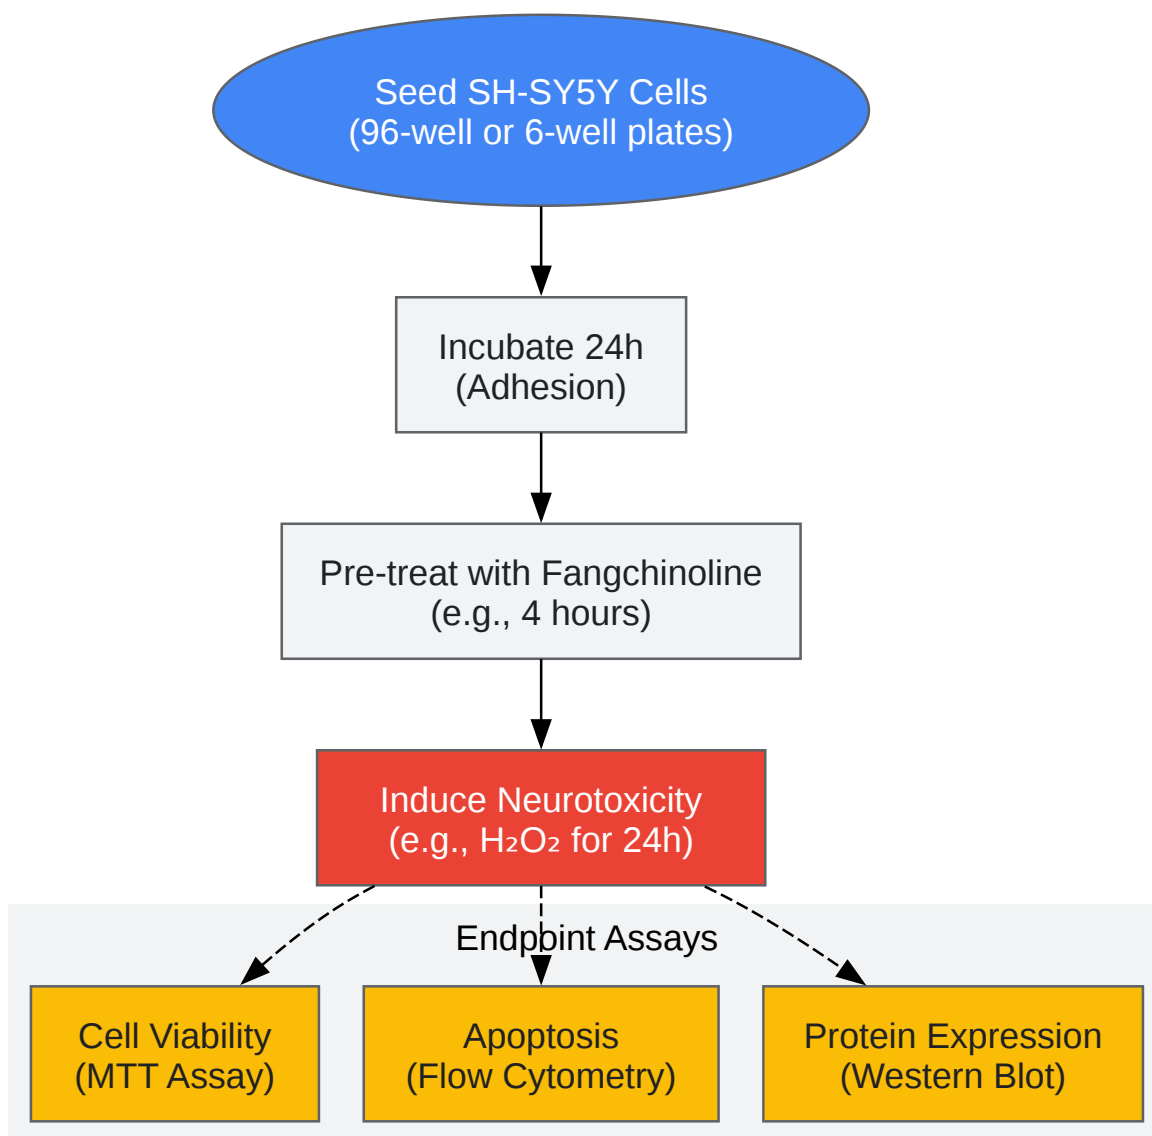 Seed SH-SY5Y Cells
(96-well or 6-well plates)
Incubate 24h
(Adhesion)
Pre-treat with Fangchinoline
(e.g., 4 hours)
Induce Neurotoxicity
(e.g., H₂O₂ for 24h)
Endpoint Assays
Cell Viability
(MTT Assay)
Apoptosis
(Flow Cytometry)
Protein Expression
(Western Blot)